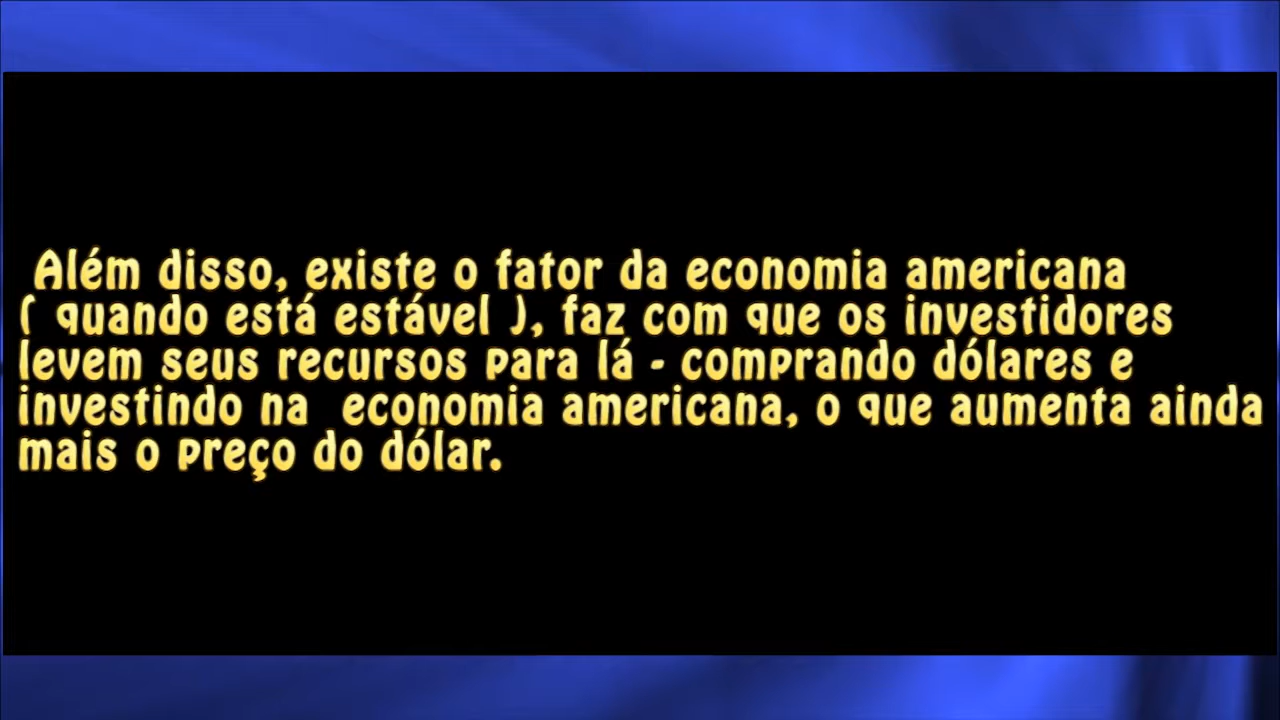 Além disso, existe o fator da economia americana
( quando está estável ), faz com que os investidores
levem seus recursos para lá - comprando dólares e
investindo na  economia americana, o que aumenta ainda
mais o preço do dólar.